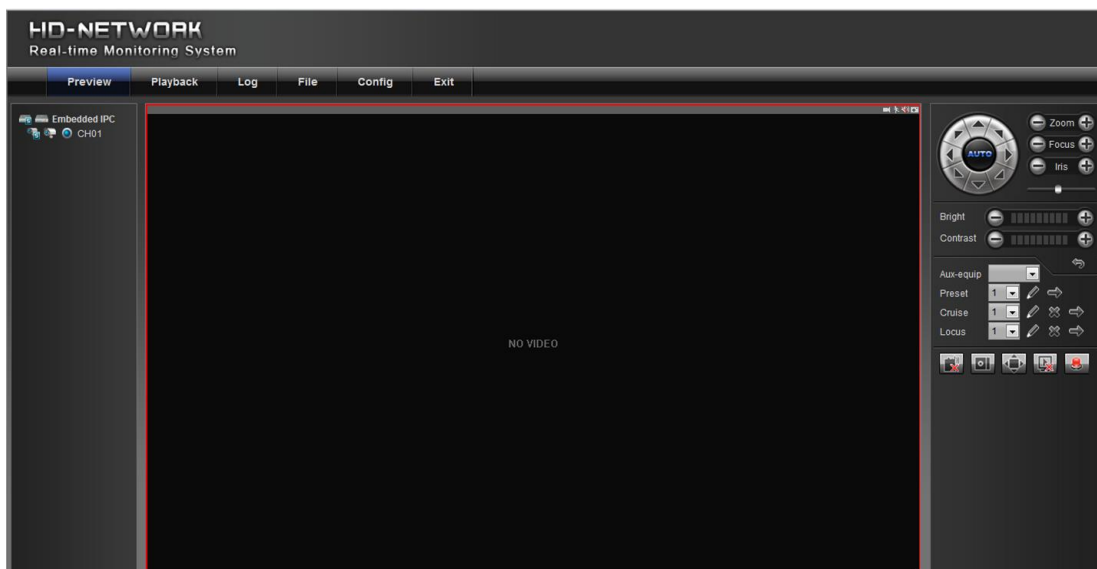 HD-NETWORK
Real-time Monitoring System
Preview Playback Log File Config Exit
Embedded IPC
CH01
NO VIDEO
AUTO
Zoom
Focus
Iris
Bright
Contrast
Aux-equip
Preset 1
Cruise 1
Locus 1